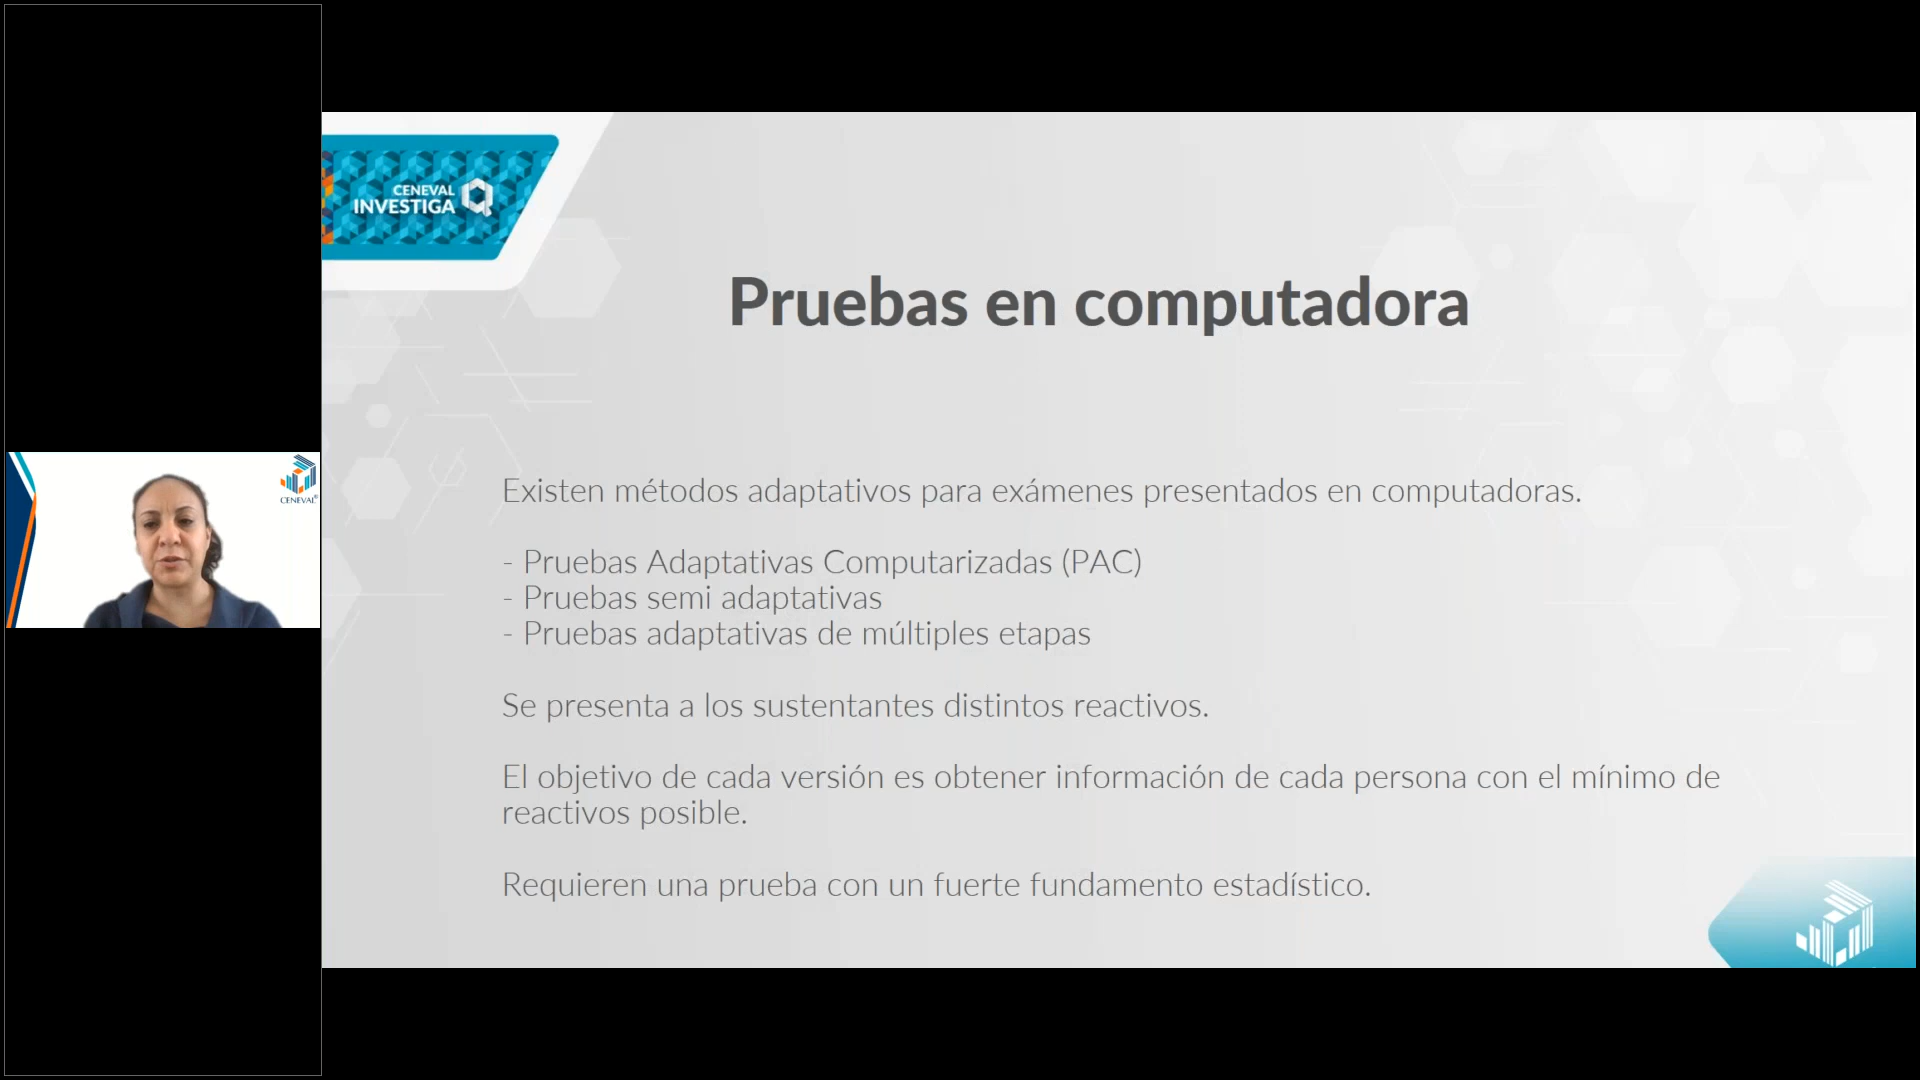 CENEVAL
INVESTIGA
Pruebas en computadora
Existen métodos adaptativos para exámenes presentados en computadoras.
- Pruebas Adaptativas Computarizadas (PAC)
- Pruebas semi adaptativas
- Pruebas adaptativas de múltiples etapas
Se presenta a los sustentantes distintos reactivos.
El objetivo de cada versión es obtener información de cada persona con el mínimo de
reactivos posible.
Requieren una prueba con un fuerte fundamento estadístico.
CENEVAL®